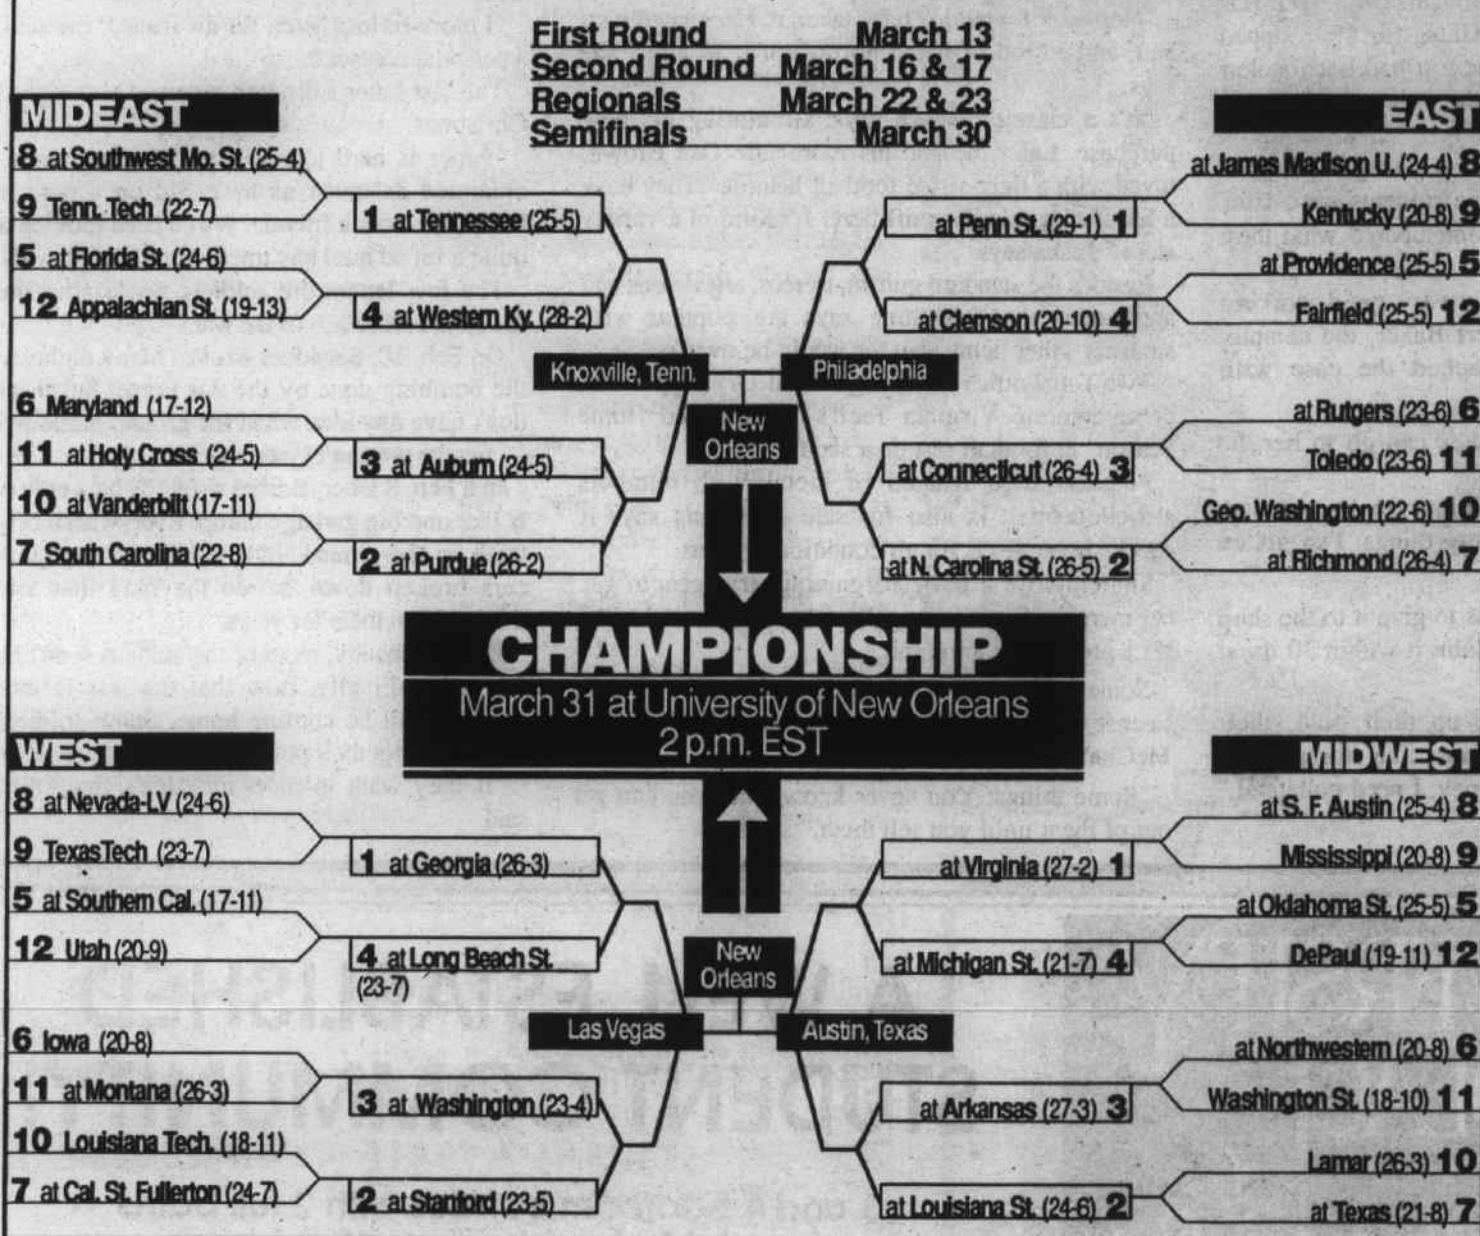 First Round March 13
Second Round March 16 & 17
Regionals March 22 & 23
Semifinals March 30
MIDEAST
8 at Southwest Mo. St. (25-4)
9 Tenn. Tech (22-7)
5 at Florida St. (24-6)
12 Appalachian St. (19-13)
1 at Tennessee (25-5)
4 at Western Ky. (28-2)
Knoxville, Tenn.
6 Maryland (17-12)
11 at Holy Cross (24-5)
10 at Vanderbilt (17-11)
7 South Carolina (22-8)
3 at Auburn (24-5)
2 at Purdue (26-2)
EAST
at James Madison U. (24-4) 8
Kentucky (20-8) 9
at Providence (25-5) 5
Fairfield (25-5) 12
at Penn St. (29-1) 1
at Clemson (20-10) 4
Philadelphia
at Rutgers (23-6) 6
Toledo (23-6) 11
Geo. Washington (22-6) 10
at Richmond (26-4) 7
at Connecticut (26-4) 3
at N. Carolina St. (26-5) 2
New
Orleans
CHAMPIONSHIP
March 31 at University of New Orleans
2 p.m. EST
WEST
8 at Nevada-LV (24-6)
9 TexasTech (23-7)
5 at Southern Cal. (17-11)
12 Utah (20-9)
1 at Georgia (26-3)
4 at Long Beach St.
(23-7)
Las Vegas
6 Iowa (20-8)
11 at Montana (26-3)
10 Louisiana Tech. (18-11)
7 at Cal. St. Fullerton (24-7)
3 at Washington (23-4)
2 at Stanford (23-5)
MIDWEST
at S. F. Austin (25-4) 8
Mississippi (20-8) 9
at Oklahoma St. (25-5) 5
DePaul (19-11) 12
at Virginia (27-2) 1
at Michigan St. (21-7) 4
New
Orleans
Austin, Texas
at Northwestern (20-8) 6
Washington St. (18-10) 11
Lamar (26-3) 10
at Texas (21-8) 7
at Arkansas (27-3) 3
at Louisiana St. (24-6) 2